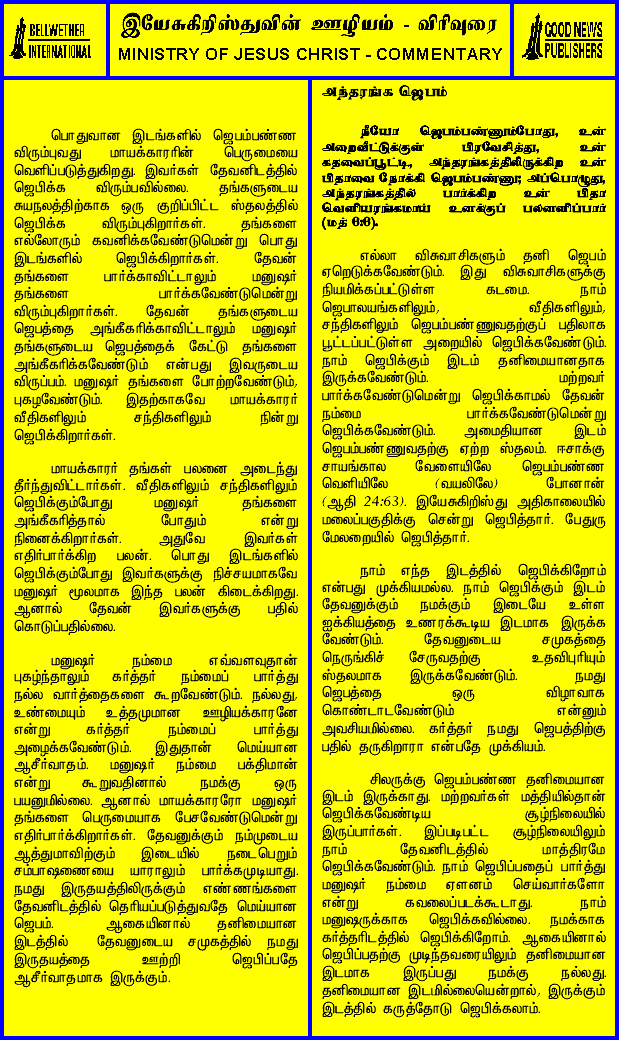 BELLWETHER
INTERNATIONAL
இயேசுகிறிஸ்துவின் ஊழியம் - விரிவுரை
MINISTRY OF JESUS CHRIST - COMMENTARY
GOOD NEWS
PUBLISHERS
பொதுவான இடங்களில் ஜெபம்பண்ண
விரும்புவது மாயக்காரரின் பெருமையை
வெளிப்படுத்துகிறது. இவர்கள் தேவனிடத்தில்
ஜெபிக்க விரும்பவில்லை. தங்களுடைய
சுயநலத்திற்காக ஒரு குறிப்பிட்ட ஸ்தலத்தில்
ஜெபிக்க விரும்புகிறார்கள். தங்களை
எல்லோரும் கவனிக்கவேண்டுமென்று பொது
இடங்களில் ஜெபிக்கிறார்கள். தேவன்
தங்களை பார்க்காவிட்டாலும் மனுஷர்
தங்களை பார்க்கவேண்டுமென்று
விரும்புகிறார்கள். தேவன் தங்களுடைய
ஜெபத்தை அங்கீகரிக்காவிட்டாலும் மனுஷர்
தங்களுடைய ஜெபத்தைக் கேட்டு தங்களை
அங்கீகரிக்கவேண்டும் என்பது இவருடைய
விருப்பம். மனுஷர் தங்களை போற்றவேண்டும்,
புகழவேண்டும். இதற்காகவே மாயக்காரர்
வீதிகளிலும் சந்திகளிலும் நின்று
ஜெபிக்கிறார்கள்.
மாயக்காரர் தங்கள் பலனை அடைந்து
தீர்ந்துவிட்டார்கள். வீதிகளிலும் சந்திகளிலும்
ஜெபிக்கும்போது மனுஷர் தங்களை
அங்கீகரித்தால் போதும் என்று
நினைக்கிறார்கள். அதுவே இவர்கள்
எதிர்பார்க்கிற பலன். பொது இடங்களில்
ஜெபிக்கும்போது இவர்களுக்கு நிச்சயமாகவே
மனுஷர் மூலமாக இந்த பலன் கிடைக்கிறது.
ஆனால் தேவன் இவர்களுக்கு பதில்
கொடுப்பதில்லை.
மனுஷர் நம்மை எவ்வளவுதான்
புகழ்ந்தாலும் கர்த்தர் நம்மைப் பார்த்து
நல்ல வார்த்தைகளை கூறவேண்டும். நல்லது,
உண்மையும் உத்தமுமான ஊழியக்காரனே
என்று கர்த்தர் நம்மைப் பார்த்து
அழைக்கவேண்டும். இதுதான் மெய்யான
ஆசீர்வாதம். மனுஷர் நம்மை பக்திமான்
என்று கூறுவதினால் நமக்கு ஒரு
பயனுமில்லை. ஆனால் மாயக்காரரோ மனுஷர்
தங்களை பெருமையாக பேசவேண்டுமென்று
எதிர்பார்க்கிறார்கள். தேவனுக்கும் நம்முடைய
ஆத்துமாவிற்கும் இடையில் நடைபெறும்
சம்பாஷணையை யாராலும் பார்க்கமுடியாது.
நமது இருதயத்திலிருக்கும் எண்ணங்களை
தேவனிடத்தில் தெரியப்படுத்துவதே மெய்யான
ஜெபம். ஆகையினால் தனிமையான
இடத்தில் தேவனுடைய சமுகத்தில் நமது
இருதயத்தை ஊற்றி ஜெபிப்பதே
ஆசீர்வாதமாக இருக்கும்.
அந்தரங்க ஜெபம்
நீயோ ஜெபம்பண்ணும்போது, உன்
அறைவீட்டுக்குள் பிரவேசித்து, உன்
கதவைப்பூட்டி, அந்தரங்கத்திலிருக்கிற உன்
பிதாவை நோக்கி ஜெபம்பண்ணு; அப்பொழுது,
அந்தரங்கத்தில் பார்க்கிற உன் பிதா
வெளியரங்கமாய் உனக்குப் பலனளிப்பார்
(மத் 6:6).
எல்லா விசுவாசிகளும் தனி ஜெபம்
ஏறெடுக்கவேண்டும். இது விசுவாசிகளுக்கு
நியமிக்கப்பட்டுள்ள கடமை. நாம்
ஜெபாலயங்களிலும், வீதிகளிலும்,
சந்திகளிலும் ஜெபம்பண்ணுவதற்குப் பதிலாக
பூட்டப்பட்டுள்ள அறையில் ஜெபிக்கவேண்டும்.
நாம் ஜெபிக்கும் இடம் தனிமையானதாக
இருக்கவேண்டும். மற்றவர்
பார்க்கவேண்டுமென்று ஜெபிக்காமல் தேவன்
நம்மை பார்க்கவேண்டுமென்று
ஜெபிக்கவேண்டும். அமைதியான இடம்
ஜெபம்பண்ணுவதற்கு ஏற்ற ஸ்தலம். ஈசாக்கு
சாயங்கால வேளையிலே ஜெபம்பண்ண
வெளியிலே (வயலிலே) போனான்
(ஆதி 24:63). இயேசுகிறிஸ்து அதிகாலையில்
மலைப்பகுதிக்கு சென்று ஜெபித்தார். பேதுரு
மேலறையில் ஜெபித்தார்.
நாம் எந்த இடத்தில் ஜெபிக்கிறோம்
என்பது முக்கியமல்ல. நாம் ஜெபிக்கும் இடம்
தேவனுக்கும் நமக்கும் இடையே உள்ள
ஐக்கியத்தை உணரக்கூடிய இடமாக இருக்க
வேண்டும். தேவனுடைய சமுகத்தை
நெருங்கிச் சேருவதற்கு உதவிபுரியும்
ஸ்தலமாக இருக்கவேண்டும். நமது
ஜெபத்தை ஒரு விழாவாக
கொண்டாடவேண்டும் என்னும்
அவசியமில்லை. கர்த்தர் நமது ஜெபத்திற்கு
பதில் தருகிறாரா என்பதே முக்கியம்.
சிலருக்கு ஜெபம்பண்ண தனிமையான
இடம் இருக்காது. மற்றவர்கள் மத்தியில்தான்
ஜெபிக்கவேண்டிய சூழ்நிலையில்
இருப்பார்கள். இப்படிபட்ட சூழ்நிலையிலும்
நாம் தேவனிடத்தில் மாத்திரமே
ஜெபிக்கவேண்டும். நாம் ஜெபிப்பதைப் பார்த்து
மனுஷர் நம்மை ஏளனம் செய்வார்களோ
என்று கவலைப்படக்கூடாது. நாம்
மனுஷருக்காக ஜெபிக்கவில்லை. நமக்காக
கர்த்தரிடத்தில் ஜெபிக்கிறோம். ஆகையினால்
ஜெபிப்பதற்கு முடிந்தவரையிலும் தனிமையான
இடமாக இருப்பது நமக்கு நல்லது.
தனிமையான இடமில்லையென்றால், இருக்கும்
இடத்தில் கருத்தோடு ஜெபிக்கலாம்.